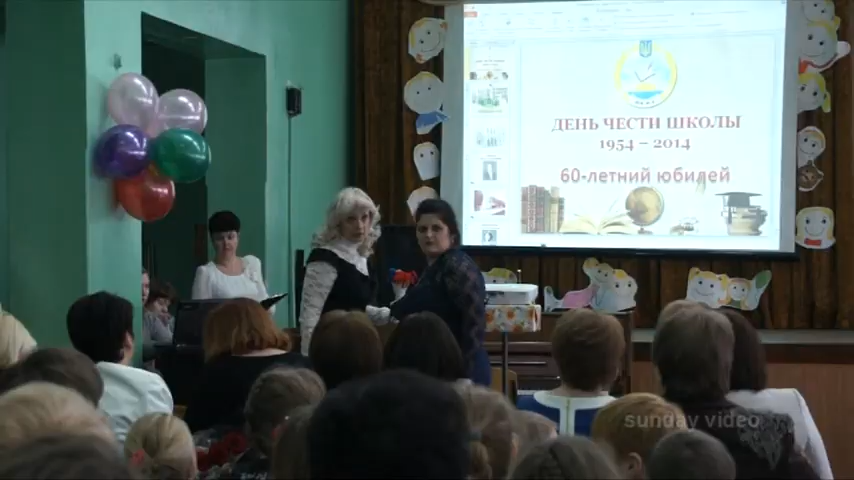 ДЕНЬ ЧЕСТИ ШКОЛЫ
1954 – 2014
60-летний юбилей
sunday video